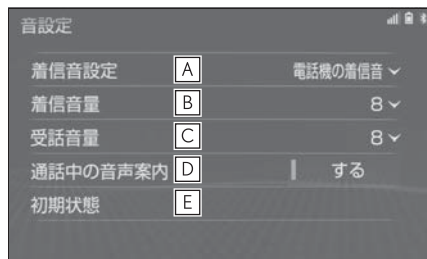 音設定
着信音設定 A 電話機の着信音
着信音量 B 8
受話音量 C 8
通話中の音声案内 D する
初期状態 E